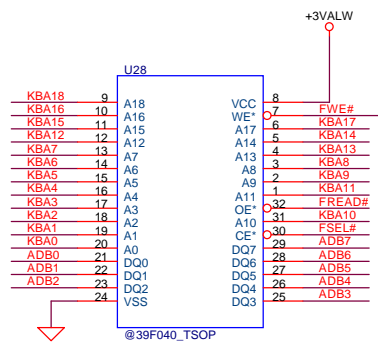 +3VALW
U28
KBA18 9 A18 VCC 8
KBA16 10 A16 WE* 7 FWE#
KBA15 11 A15 A17 6 KBA17
KBA12 12 A12 A14 5 KBA14
KBA7 13 A7 A13 4 KBA13
KBA6 14 A6 A8 3 KBA8
KBA5 15 A5 A9 2 KBA9
KBA4 16 A4 A11 1 KBA11
KBA3 17 A3 OE* 32 FREAD#
KBA2 18 A2 A10 31 KBA10
KBA1 19 A1 CE* 30 FSEL#
KBA0 20 A0 DQ7 29 ADB7
ADB0 21 DQ0 DQ6 28 ADB6
ADB1 22 DQ1 DQ5 27 ADB5
ADB2 23 DQ2 DQ4 26 ADB4
24 VSS DQ3 25 ADB3
@39F040_TSOP